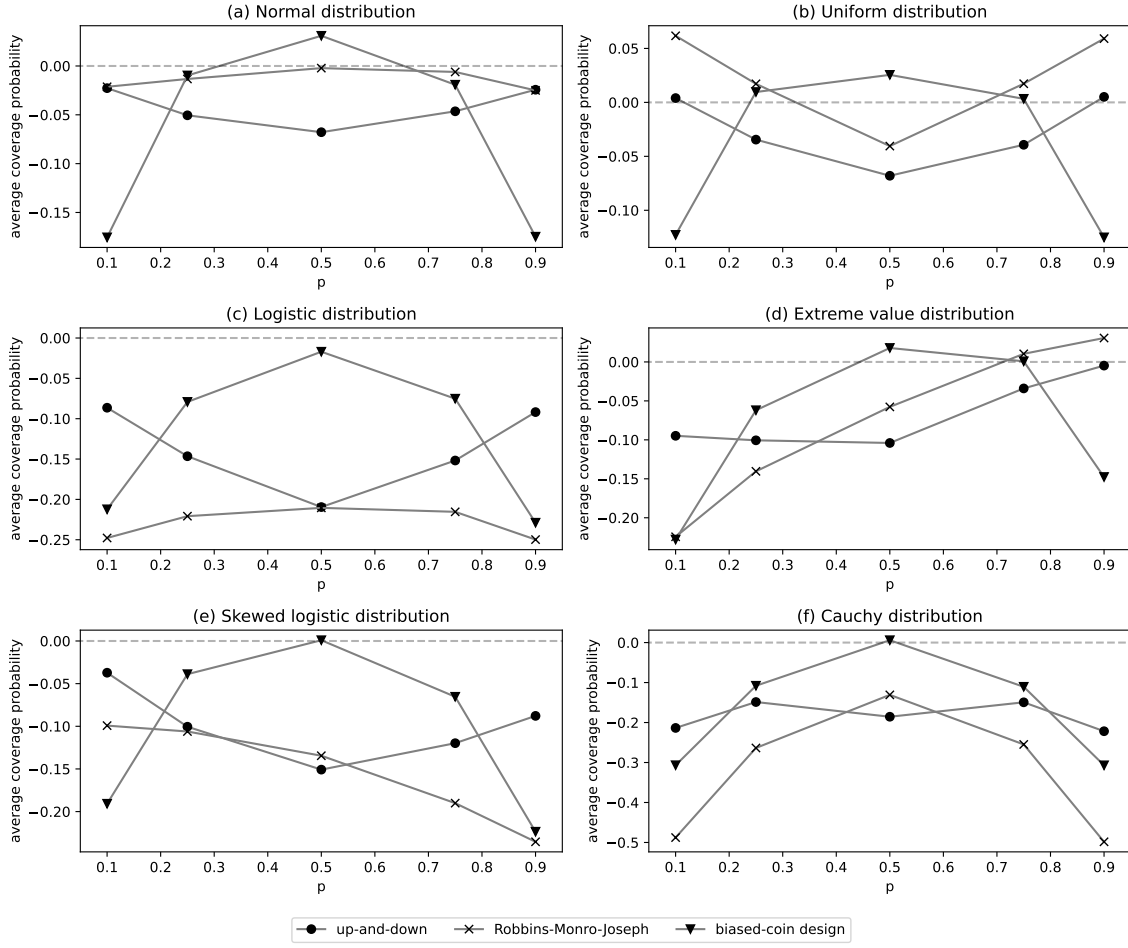 (a) Normal distribution
average coverage probability
0.00
−0.05
−0.10
−0.15
0.1 0.2 0.3 0.4 0.5 0.6 0.7 0.8 0.9
p
(b) Uniform distribution
average coverage probability
0.05
0.00
−0.05
−0.10
0.1 0.2 0.3 0.4 0.5 0.6 0.7 0.8 0.9
p
(c) Logistic distribution
average coverage probability
0.00
−0.05
−0.10
−0.15
−0.20
−0.25
0.1 0.2 0.3 0.4 0.5 0.6 0.7 0.8 0.9
p
(d) Extreme value distribution
average coverage probability
0.00
−0.05
−0.10
−0.15
−0.20
0.1 0.2 0.3 0.4 0.5 0.6 0.7 0.8 0.9
p
(e) Skewed logistic distribution
average coverage probability
0.00
−0.05
−0.10
−0.15
−0.20
0.1 0.2 0.3 0.4 0.5 0.6 0.7 0.8 0.9
p
(f) Cauchy distribution
average coverage probability
0.0
−0.1
−0.2
−0.3
−0.4
−0.5
0.1 0.2 0.3 0.4 0.5 0.6 0.7 0.8 0.9
p
up-and-down Robbins-Monro-Joseph biased-coin design